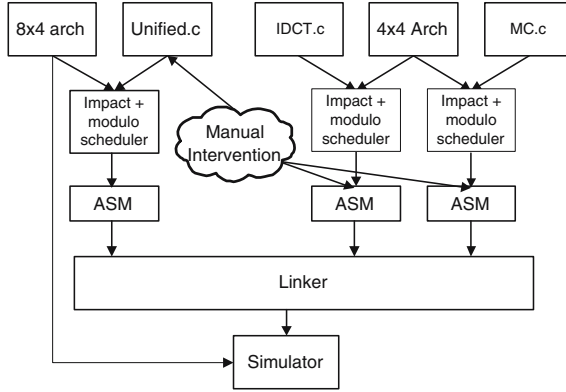 8x4 arch
Unified.c
IDCT.c
4x4 Arch
MC.c
Impact +
modulo
scheduler
Manual
Intervention
Impact +
modulo
scheduler
Impact +
modulo
scheduler
ASM
ASM
ASM
Linker
Simulator